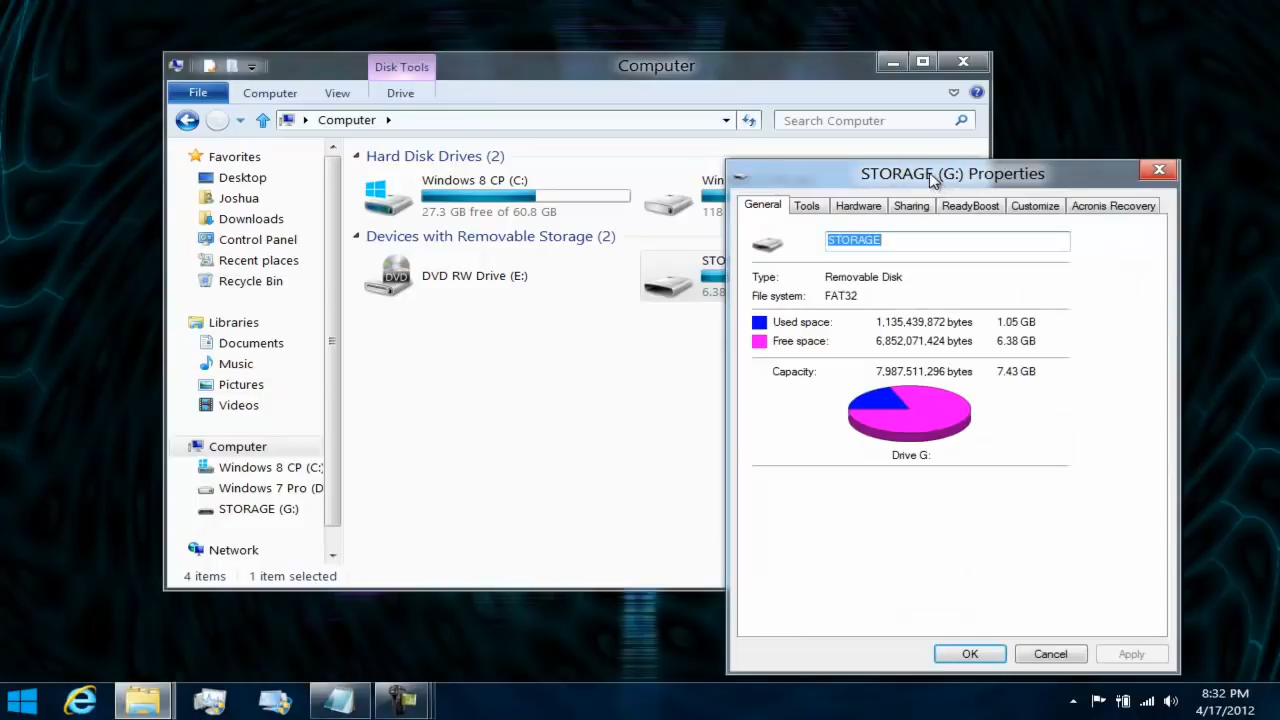 Disk Tools
Computer
File
Computer
View
Drive
Computer
Search Computer
Favorites
Desktop
Joshua
Downloads
Control Panel
Recent places
Recycle Bin
Libraries
Documents
Music
Pictures
Videos
Computer
Windows 8 CP (C:)
Windows 7 Pro (D
STORAGE (G:)
Network
4 items
1 item selected
Hard Disk Drives (2)
Windows 8 CP (C:)
27.3 GB free of 60.8 GB
Win
118
Devices with Removable Storage (2)
DVD
DVD RW Drive (E:)
STO
6.38
STORAGE (G:) Properties
General
Tools
Hardware
Sharing
ReadyBoost
Customize
Acronis Recovery
STORAGE
Type: Removable Disk
File system: FAT32
Used space: 1,135,439,872 bytes 1.05 GB
Free space: 6,852,071,424 bytes 6.38 GB
Capacity: 7,987,511,296 bytes 7.43 GB
Drive G:
OK
Cancel
Apply
8:32 PM
4/17/2012